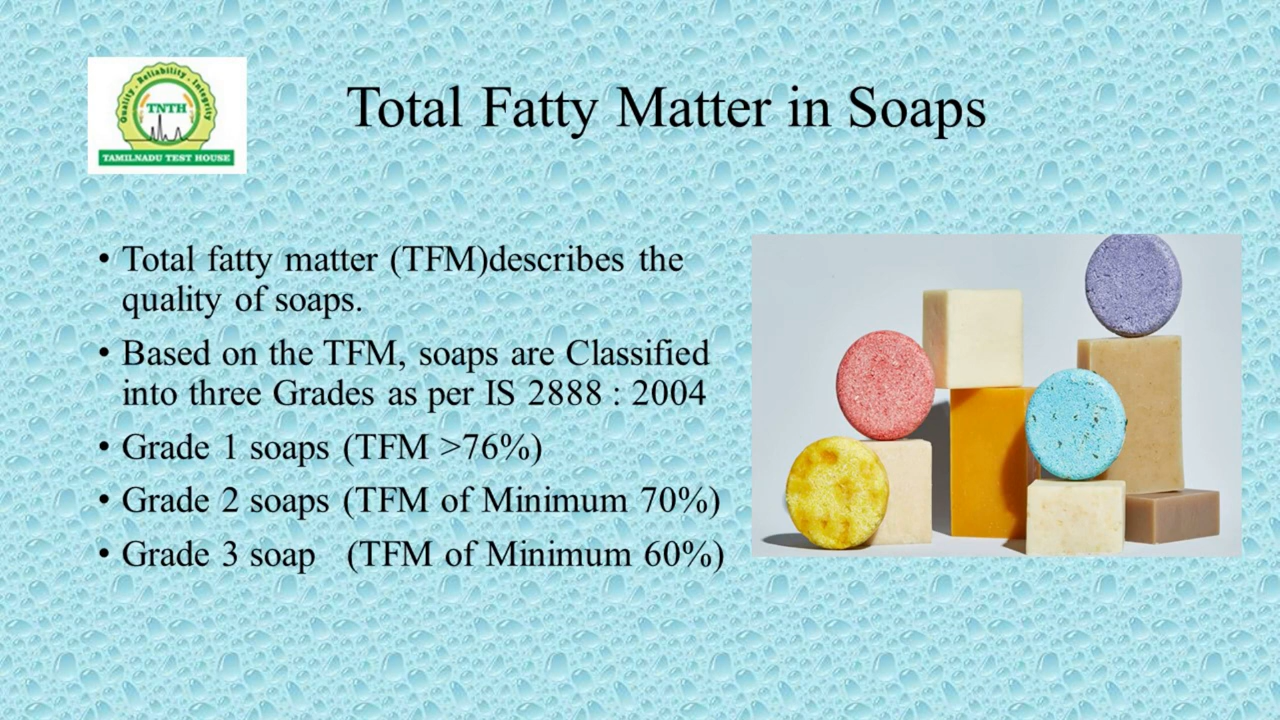 Quality . Reliability . Integrity
TNTH
TAMILNADU TEST HOUSE
Total Fatty Matter in Soaps
• Total fatty matter (TFM)describes the
quality of soaps.
• Based on the TFM, soaps are Classified
into three Grades as per IS 2888 : 2004
• Grade 1 soaps (TFM >76%)
• Grade 2 soaps (TFM of Minimum 70%)
• Grade 3 soap (TFM of Minimum 60%)